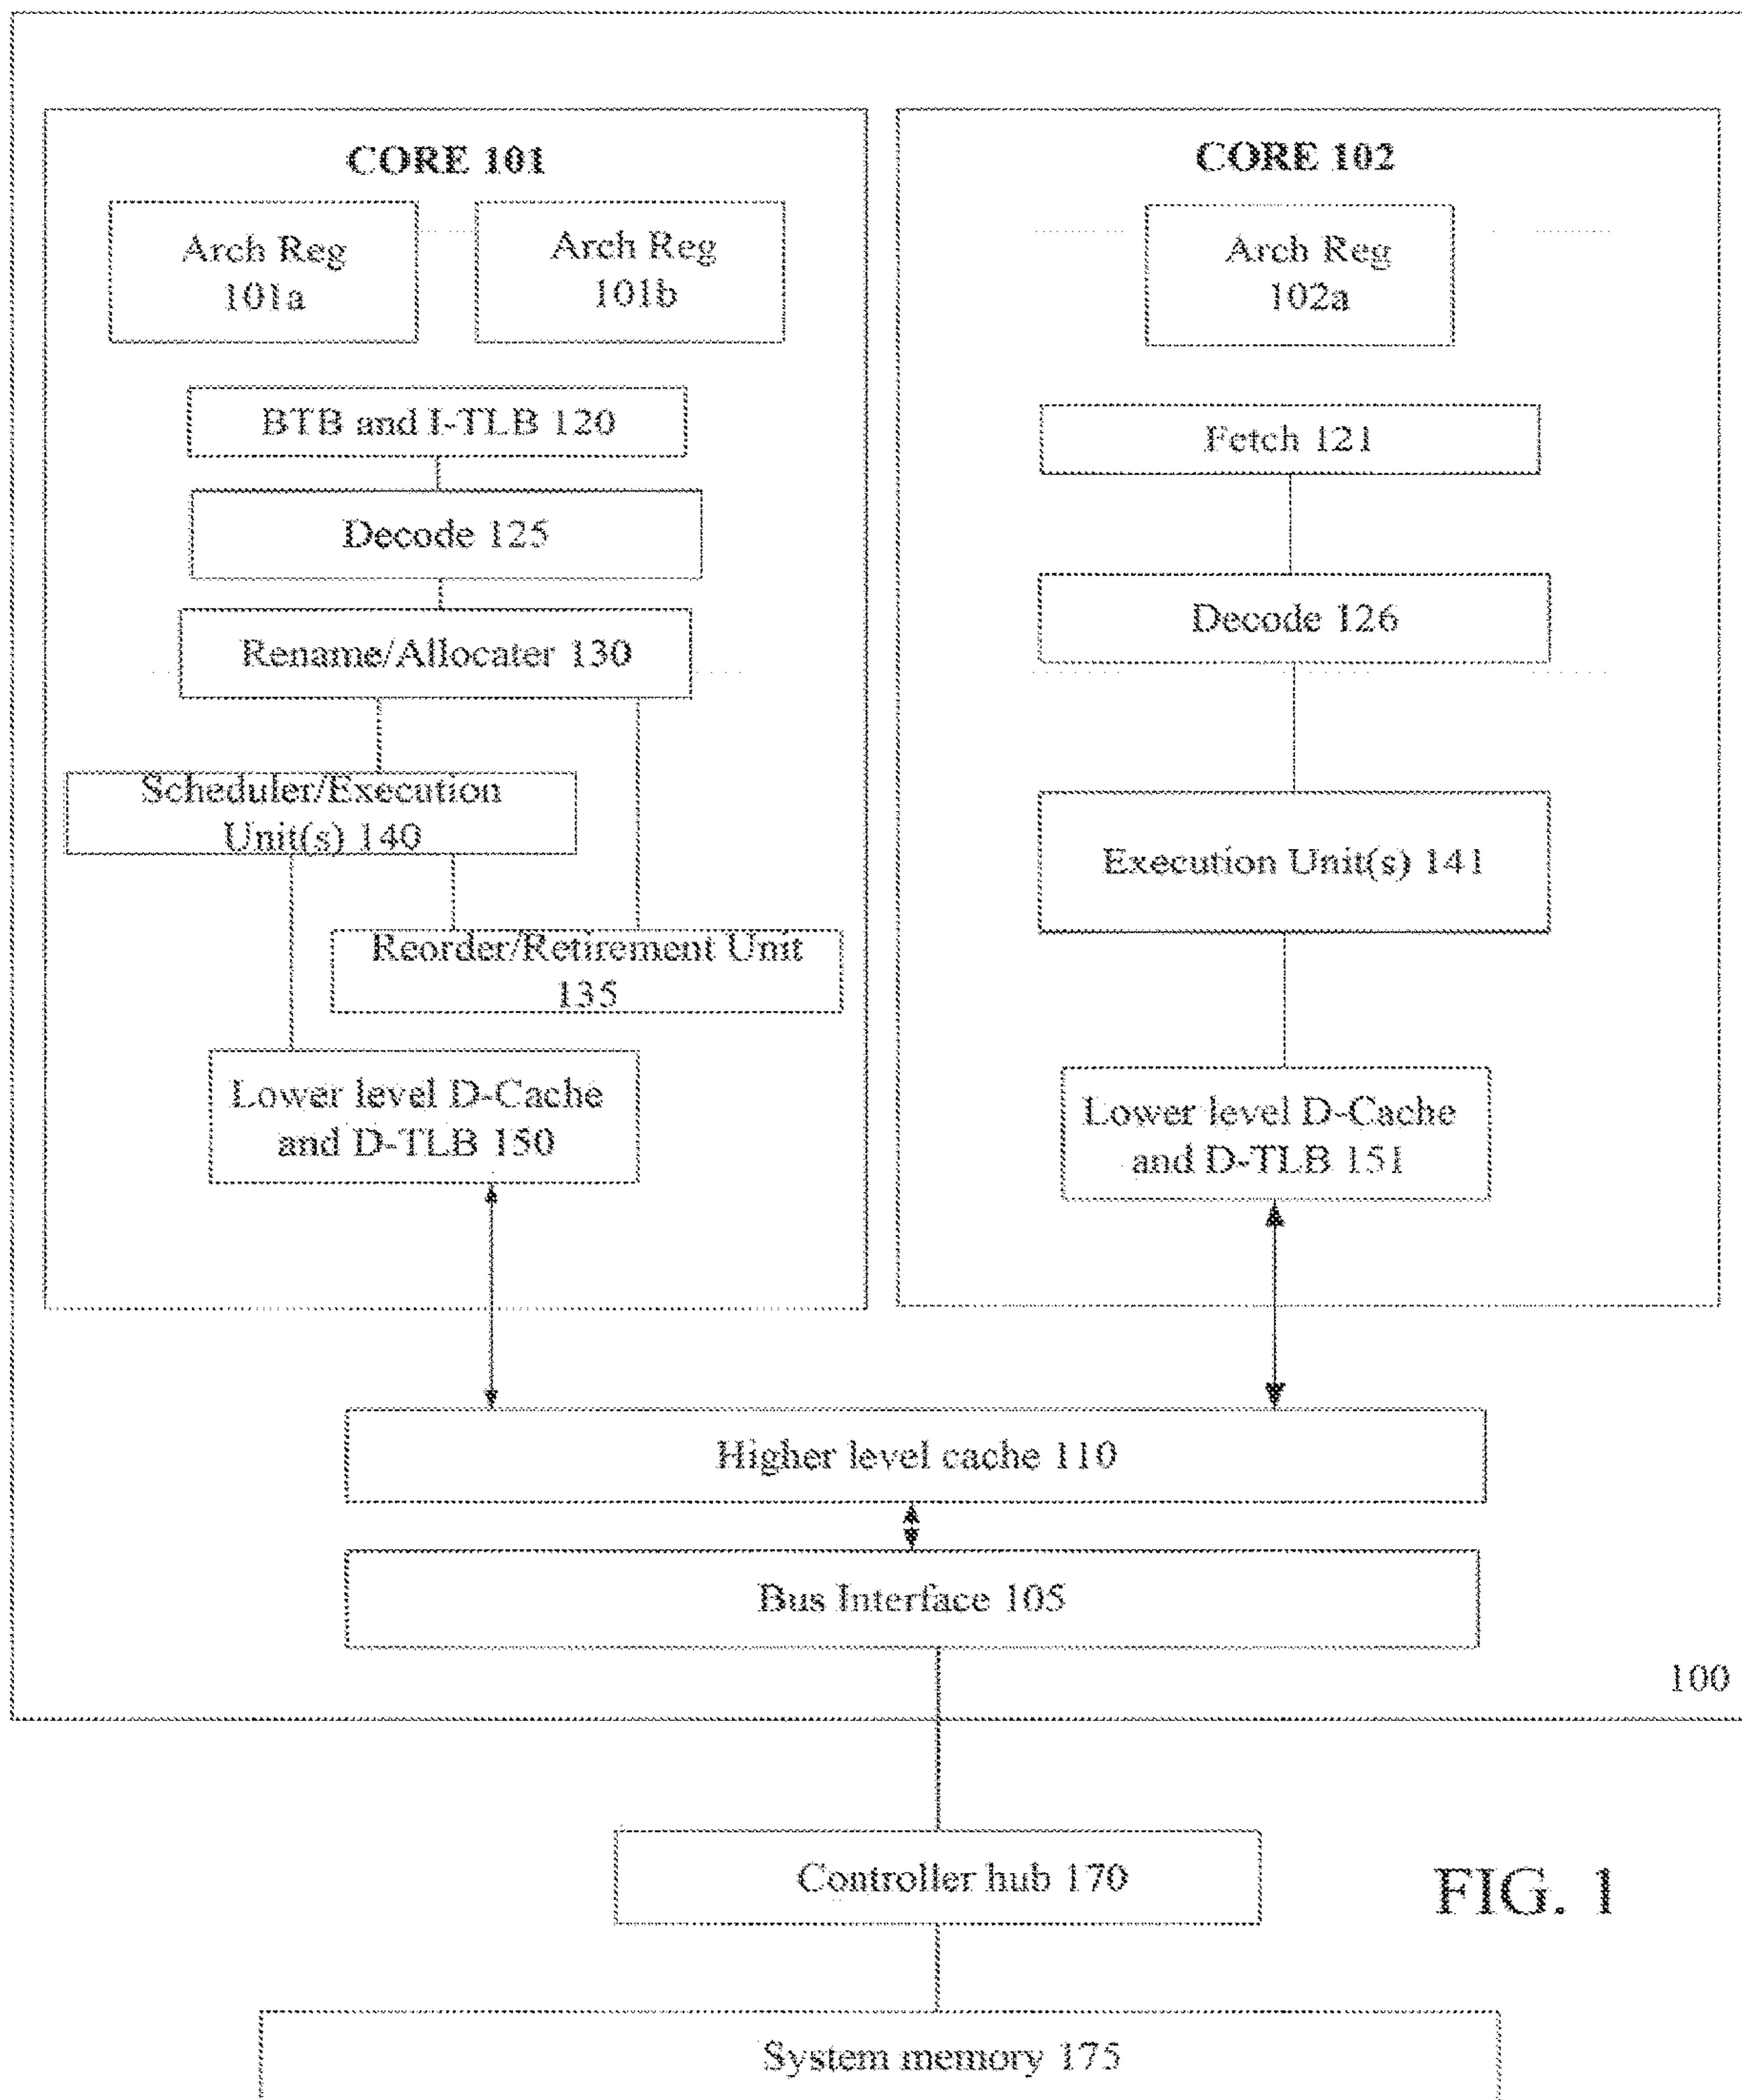 CORE 101
Arch Reg
101a
Arch Reg
101b
BTB and I-TLB 120
Decode 125
Rename/Allocater 130
Scheduler/Execution
Unit(s) 140
Reorder/Retirement Unit
135
Lower level D-Cache
and D-TLB 150
CORE 102
Arch Reg
102a
Fetch 121
Decode 126
Execution Unit(s) 141
Lower level D-Cache
and D-TLB 151
Higher level cache 110
Bus Interface 105
100
Controller hub 170
FIG. 1
System memory 175